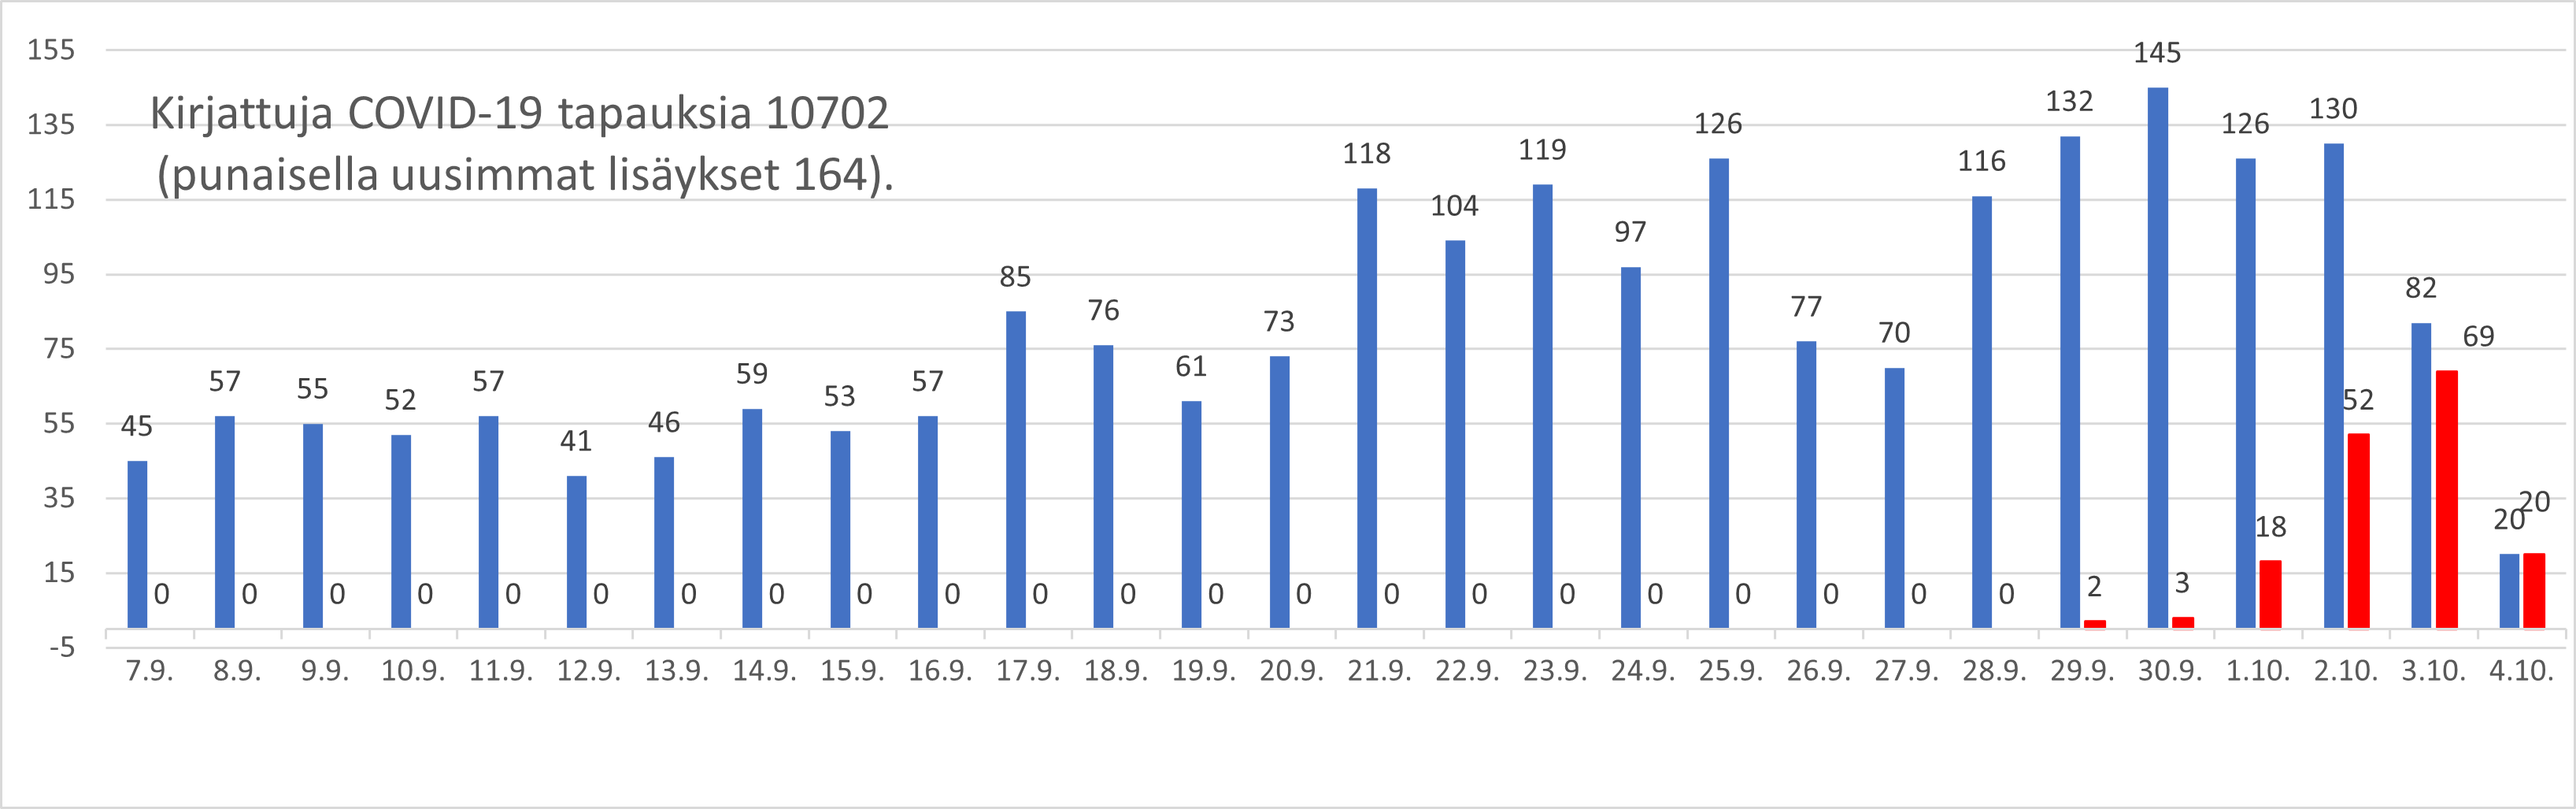 155
135
115
95
75
55
35
15
-5
Kirjattuja COVID-19 tapauksia 10702
(punaisella uusimmat lisäykset 164).
45 57 55 52 57 41 46 59 53 57 85 76 61 73 118 104 119 97 126 77 70 116 132 145 126 130 82 20
0 0 0 0 0 0 0 0 0 0 0 0 0 0 0 0 0 0 0 0 0 0 2 3 18 52 69 20
7.9. 8.9. 9.9. 10.9. 11.9. 12.9. 13.9. 14.9. 15.9. 16.9. 17.9. 18.9. 19.9. 20.9. 21.9. 22.9. 23.9. 24.9. 25.9. 26.9. 27.9. 28.9. 29.9. 30.9. 1.10. 2.10. 3.10. 4.10.